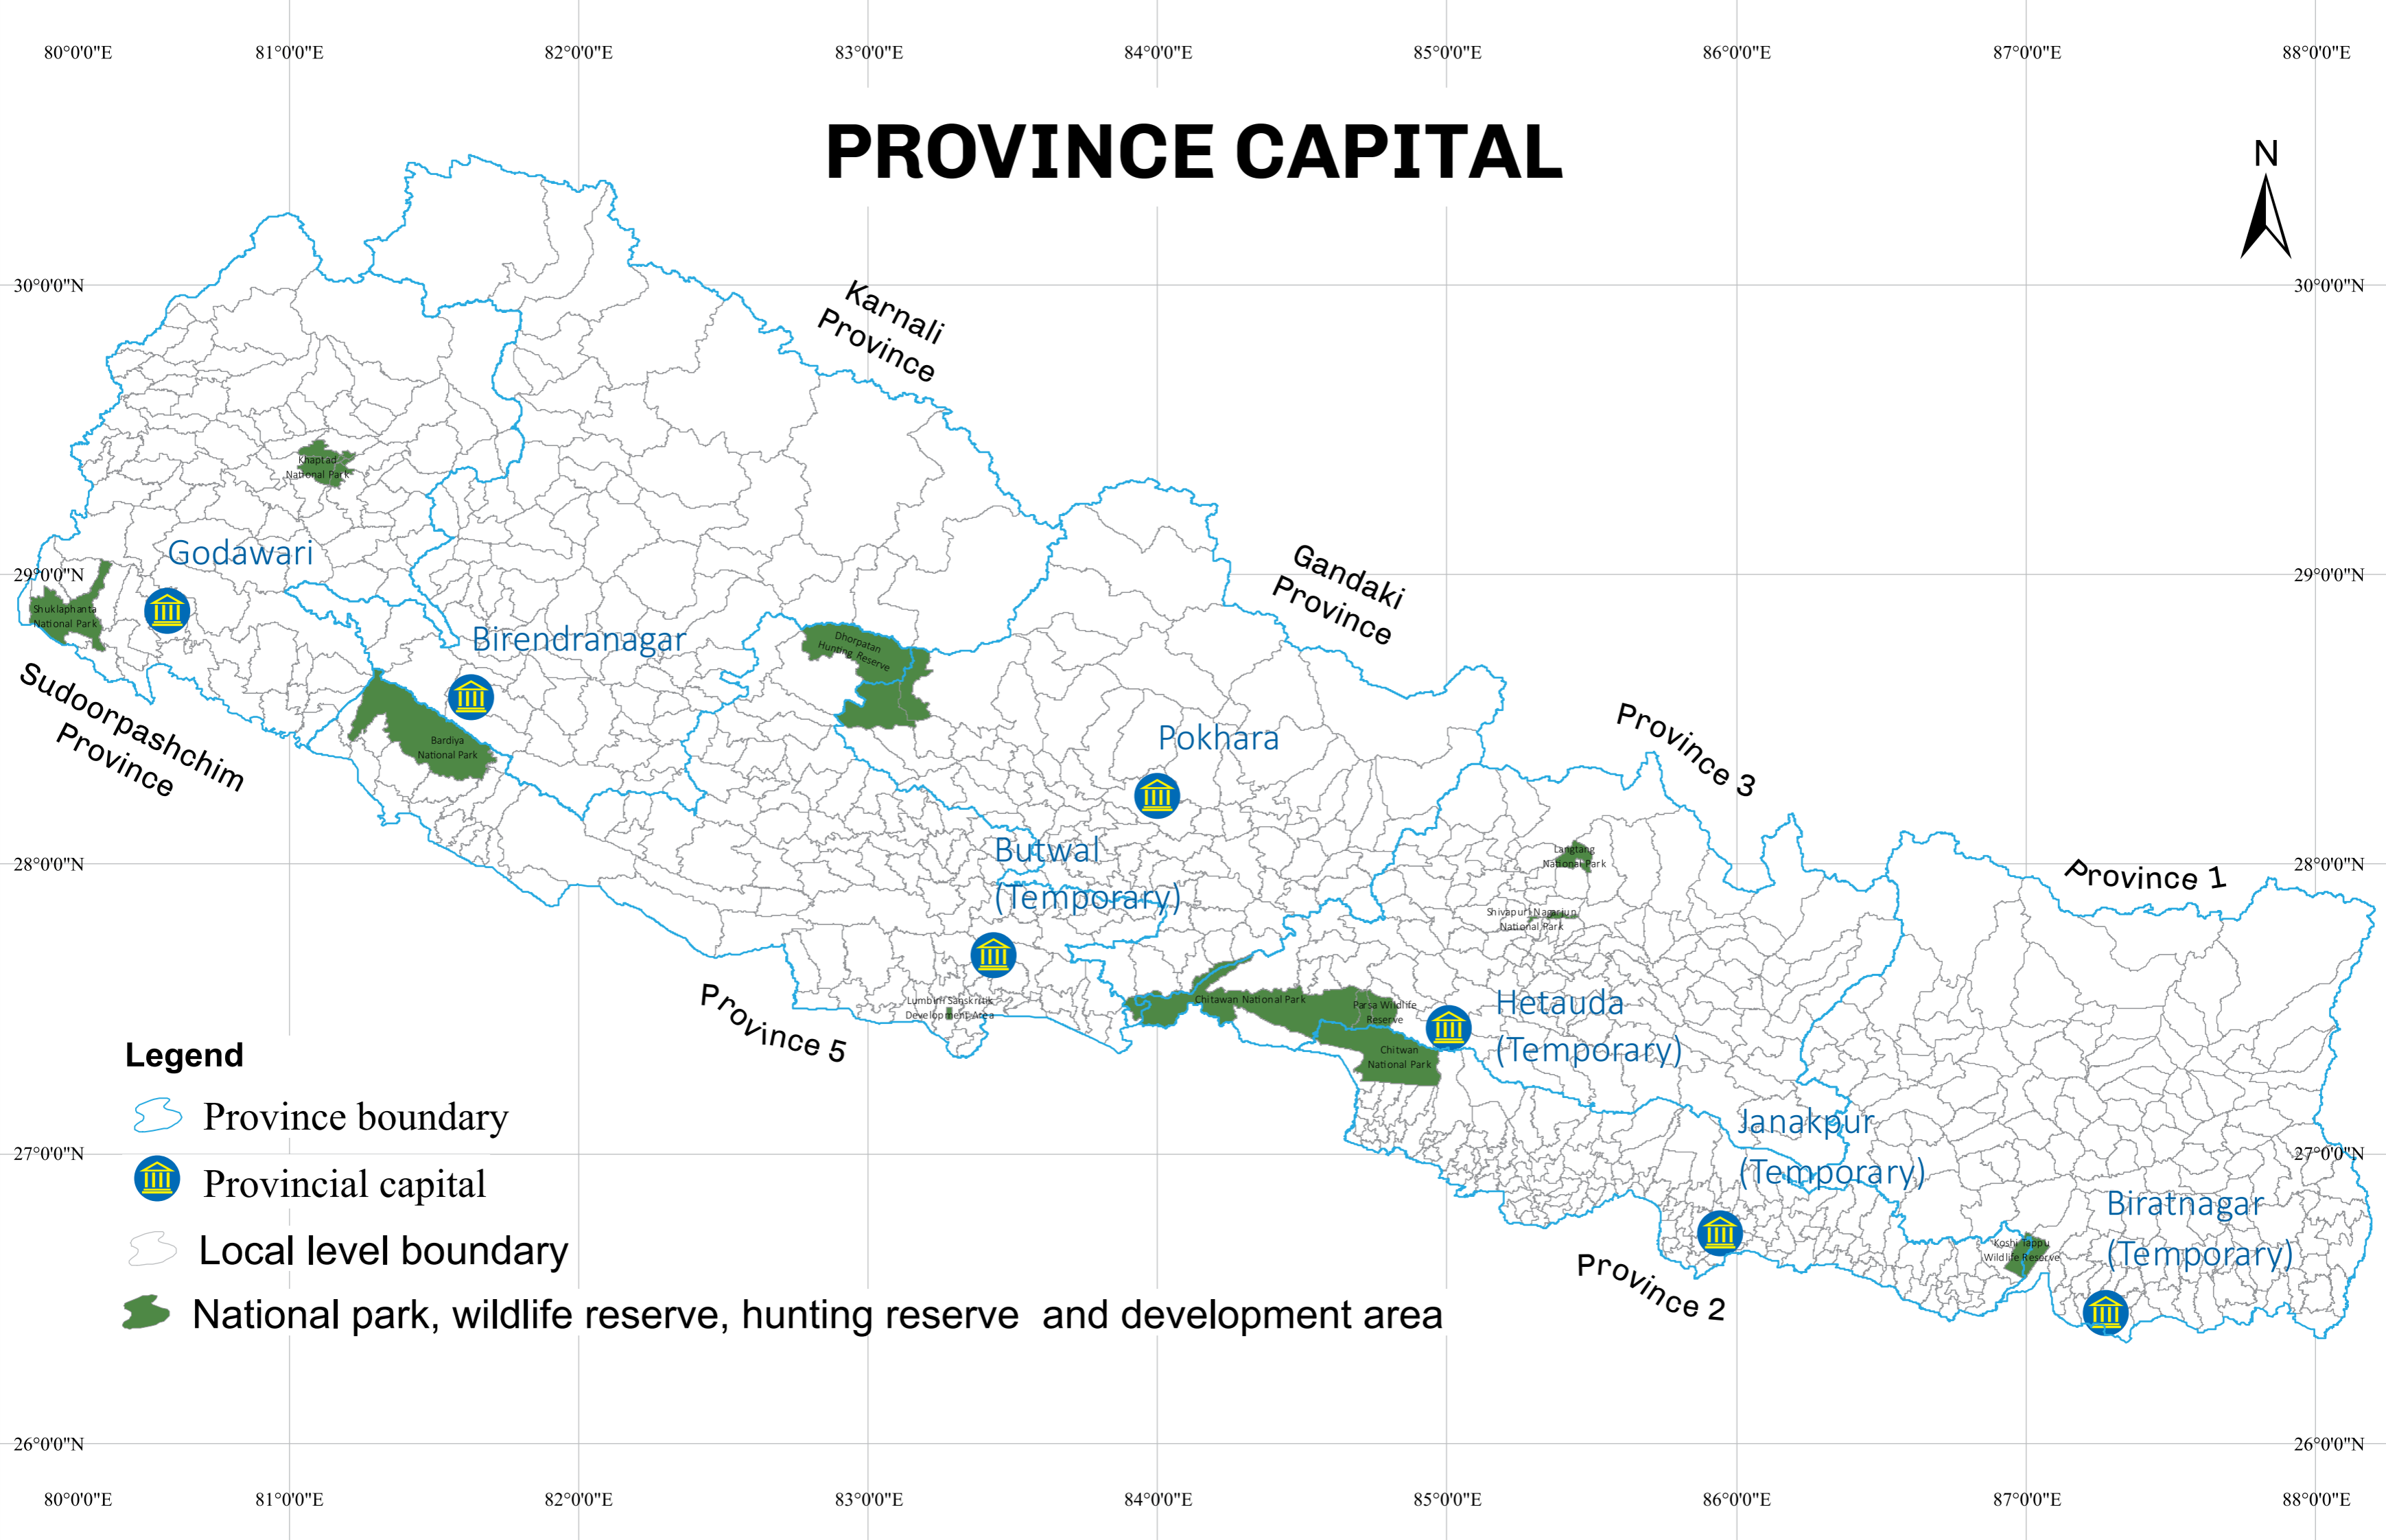 80°0'0"E 81°0'0"E 82°0'0"E 83°0'0"E 84°0'0"E 85°0'0"E 86°0'0"E 87°0'0"E 88°0'0"E
PROVINCE CAPITAL
N
30°0'0"N 30°0'0"N
Karnali
Province
Khaptad
National Park
Godawari
29°0'0"N 29°0'0"N
Gandaki
Province
Shuklaphanta
National Park
Birendranagar
Dhorpatan
Hunting Reserve
Sudoorpashchim
Province
Bardiya
National Park
Pokhara
Province 3
Butwal
(Temporary)
28°0'0"N 28°0'0"N
Langtang
National Park
Province 1
Shivapuri Nagarjun
National Park
Province 5
Lumbini Sanskritik
Development Area
Chitawan National Park
Parsa Wildlife
Reserve
Hetauda
(Temporary)
Chitwan
National Park
Janakpur
(Temporary)
27°0'0"N 27°0'0"N
Biratnagar
(Temporary)
Koshi Tappu
Wildlife Reserve
Province 2
Legend
Province boundary
Provincial capital
Local level boundary
National park, wildlife reserve, hunting reserve and development area
26°0'0"N 26°0'0"N
80°0'0"E 81°0'0"E 82°0'0"E 83°0'0"E 84°0'0"E 85°0'0"E 86°0'0"E 87°0'0"E 88°0'0"E